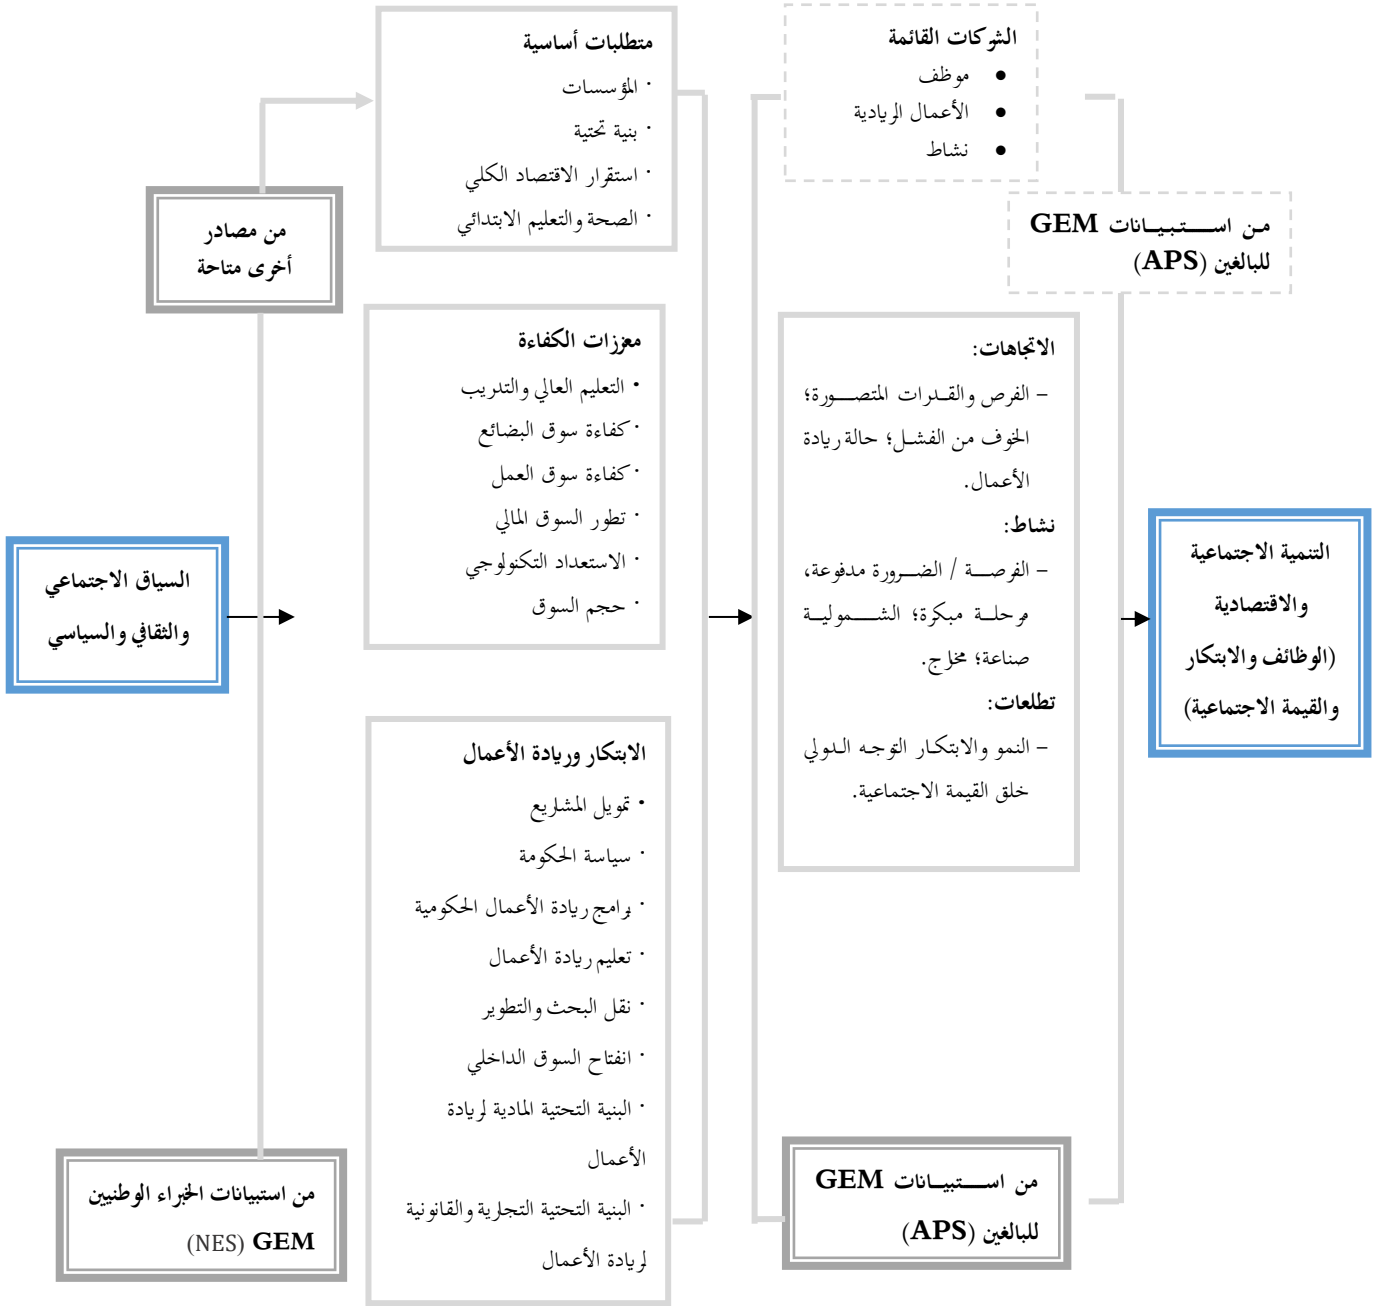 متطلبات أساسية
· المؤسسات
· بنية تحتية
· استقرار الاقتصاد الكلي
· الصحة والتعليم الابتدائي
الشركات القائمة
● موظف
● الأعمال الريادية
● نشاط
من مصادر
أخرى متاحة
من استبيانات GEM
للبالغين (APS)
معززات الكفاءة
• التعليم العالي والتدريب
· كفاءة سوق البضائع
· كفاءة سوق العمل
· تطور السوق المالي
· الاستعداد التكنولوجي
· حجم السوق
الاتجاهات:
– الفرص والقدرات المتصورة؛
الخوف من الفشل؛ حالة ريادة
الأعمال.
نشاط:
– الفرصة / الضرورة مدفوعة،
مرحلة مبكرة؛ الشمولية
صناعة؛ مخارج.
تطلعات:
– النمو والابتكار التوجه الدولي
خلق القيمة الاجتماعية.
السياق الاجتماعي
والثقافي والسياسي
التنمية الاجتماعية
والاقتصادية
(الوظائف والابتكار
والقيمة الاجتماعية)
الابتكار وريادة الأعمال
• تمويل المشاريع
· سياسة الحكومة
· برامج ريادة الأعمال الحكومية
· تعليم ريادة الأعمال
· نقل البحث والتطوير
· انفتاح السوق الداخلي
· البنية التحتية المادية لريادة
الأعمال
· البنية التحتية التجارية والقانونية
لريادة الأعمال
من استبيانات الخبراء الوطنيين
GEM (NES)
من استبيانات GEM
للبالغين (APS)